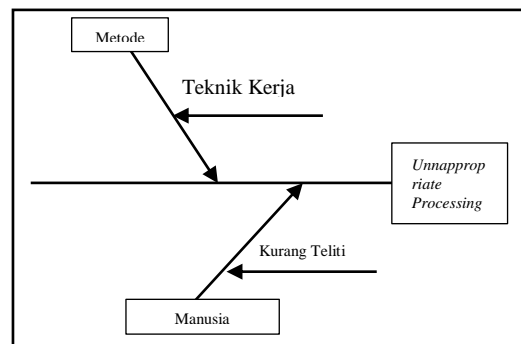 Metode
Teknik Kerja
Unnapprop
riate
Processing
Kurang Teliti
Manusia